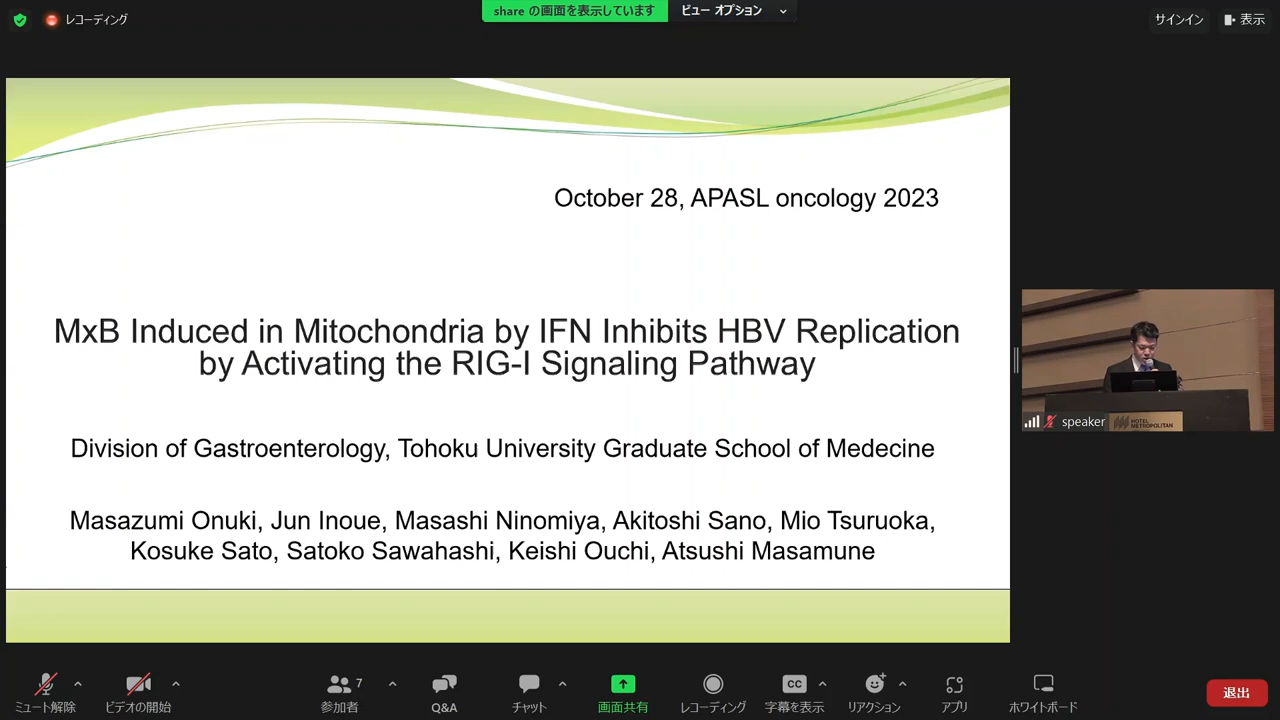 レコーディング
share の画面を表示しています
ビュー オプション
サインイン
表示
October 28, APASL oncology 2023
MxB Induced in Mitochondria by IFN Inhibits HBV Replication
by Activating the RIG-I Signaling Pathway
Division of Gastroenterology, Tohoku University Graduate School of Medecine
Masazumi Onuki, Jun Inoue, Masashi Ninomiya, Akitoshi Sano, Mio Tsuruoka,
Kosuke Sato, Satoko Sawahashi, Keishi Ouchi, Atsushi Masamune
HOTEL
METROPOLITAN
speaker
ミュート解除
ビデオの開始
7
参加者
Q&A
チャット
画面共有
レコーディング
CC
字幕を表示
リアクション
アプリ
ホワイトボード
退出